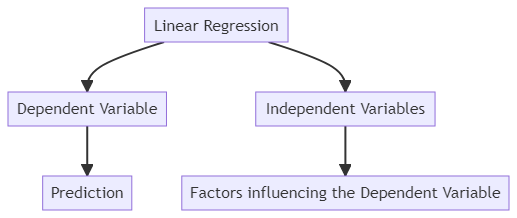 Linear Regression
Dependent Variable
Independent Variables
Prediction
Factors influencing the Dependent Variable